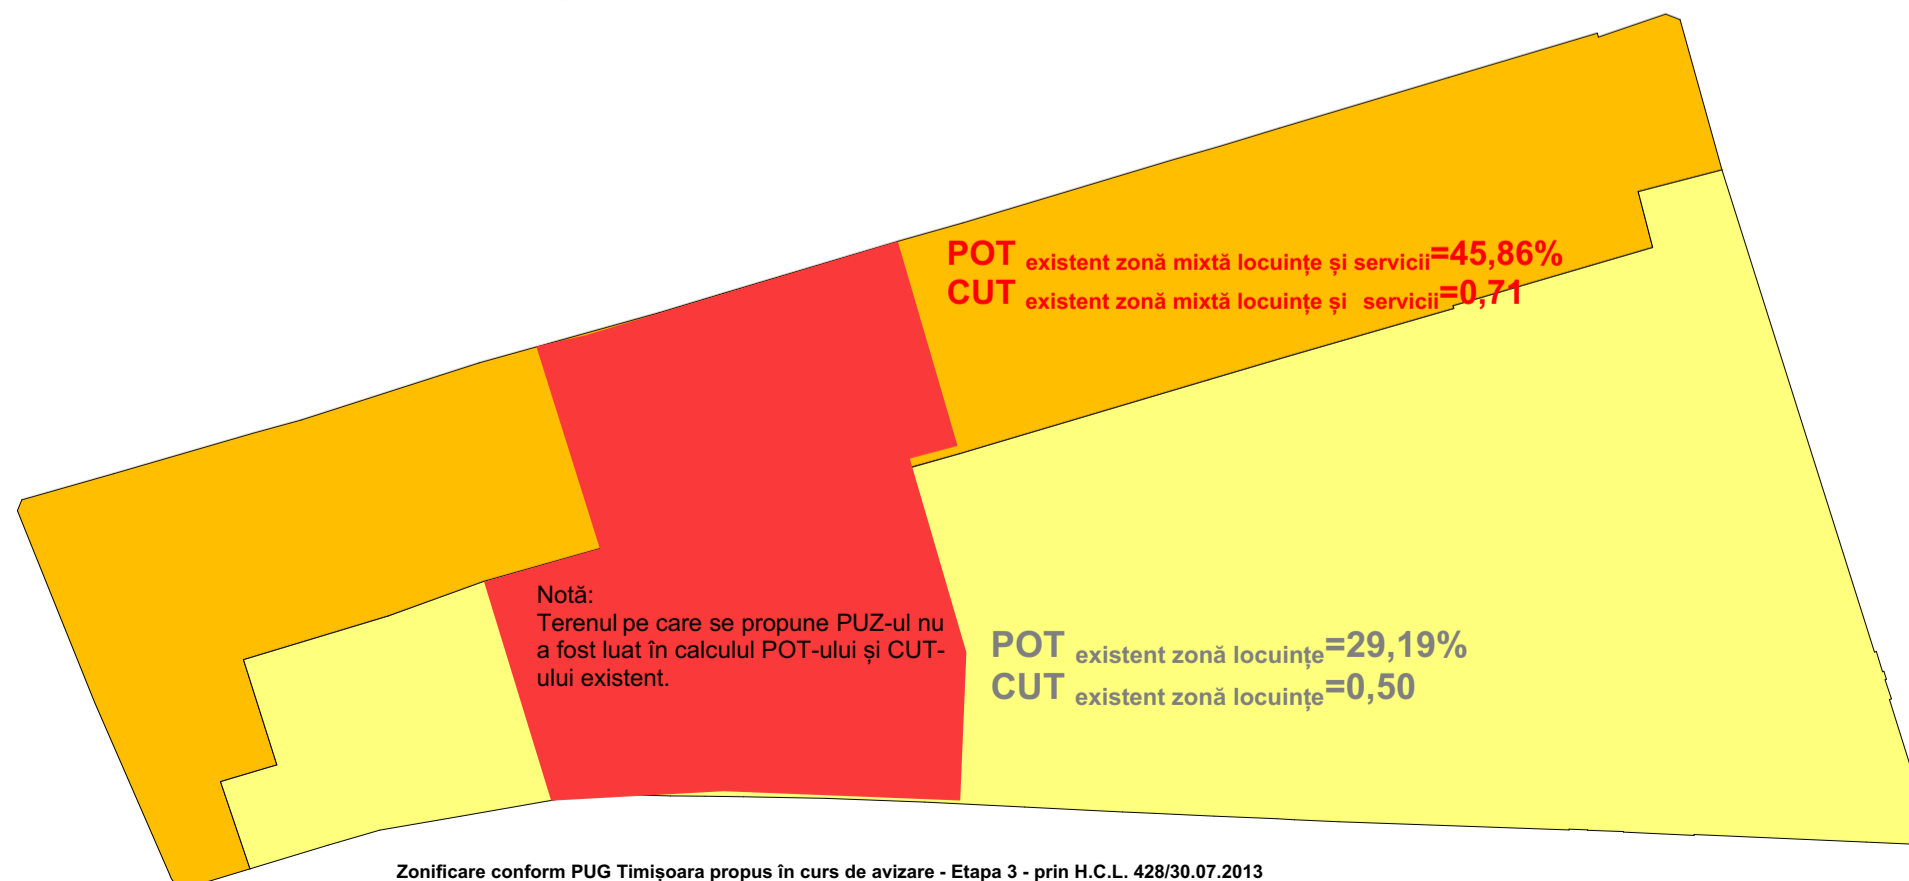 POT existent zonă mixtă locuințe și servicii=45,86%
CUT existent zonă mixtă locuințe și servicii=0,71
Notă:
Terenul pe care se propune PUZ-ul nu
a fost luat în calculul POT-ului și CUT-
ului existent.
POT existent zonă locuințe=29,19%
CUT existent zonă locuințe=0,50
Zonificare conform PUG Timișoara propus în curs de avizare - Etapa 3 - prin H.C.L. 428/30.07.2013